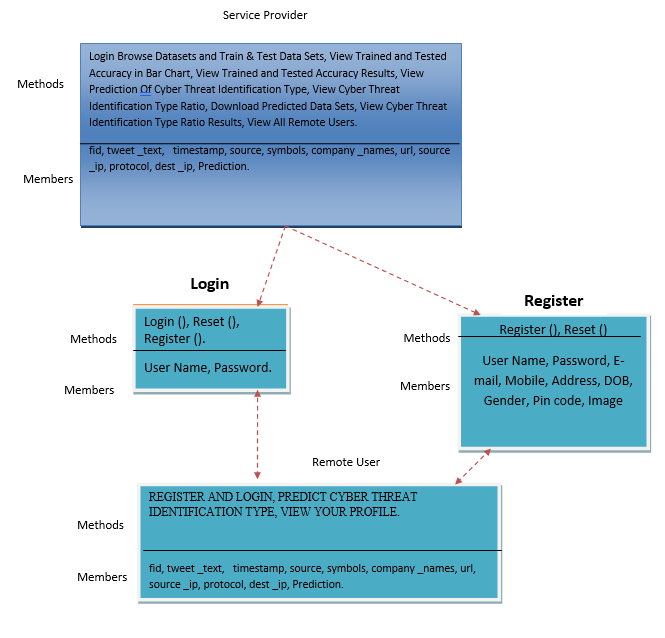 Service Provider
Methods
Login Browse Datasets and Train & Test Data Sets, View Trained and Tested
Accuracy in Bar Chart, View Trained and Tested Accuracy Results, View
Prediction Of Cyber Threat Identification Type, View Cyber Threat
Identification Type Ratio, Download Predicted Data Sets, View Cyber Threat
Identification Type Ratio Results, View All Remote Users.
Members
fid, tweet _text, timestamp, source, symbols, company _names, url, source
_ip, protocol, dest _ip, Prediction.
Login
Methods
Login (), Reset (),
Register ().
Members
User Name, Password.
Register
Methods
Register (), Reset ()
Members
User Name, Password, E-
mail, Mobile, Address, DOB,
Gender, Pin code, Image
Remote User
Methods
REGISTER AND LOGIN, PREDICT CYBER THREAT
IDENTIFICATION TYPE, VIEW YOUR PROFILE.
Members
fid, tweet _text, timestamp, source, symbols, company _names, url,
source _ip, protocol, dest _ip, Prediction.